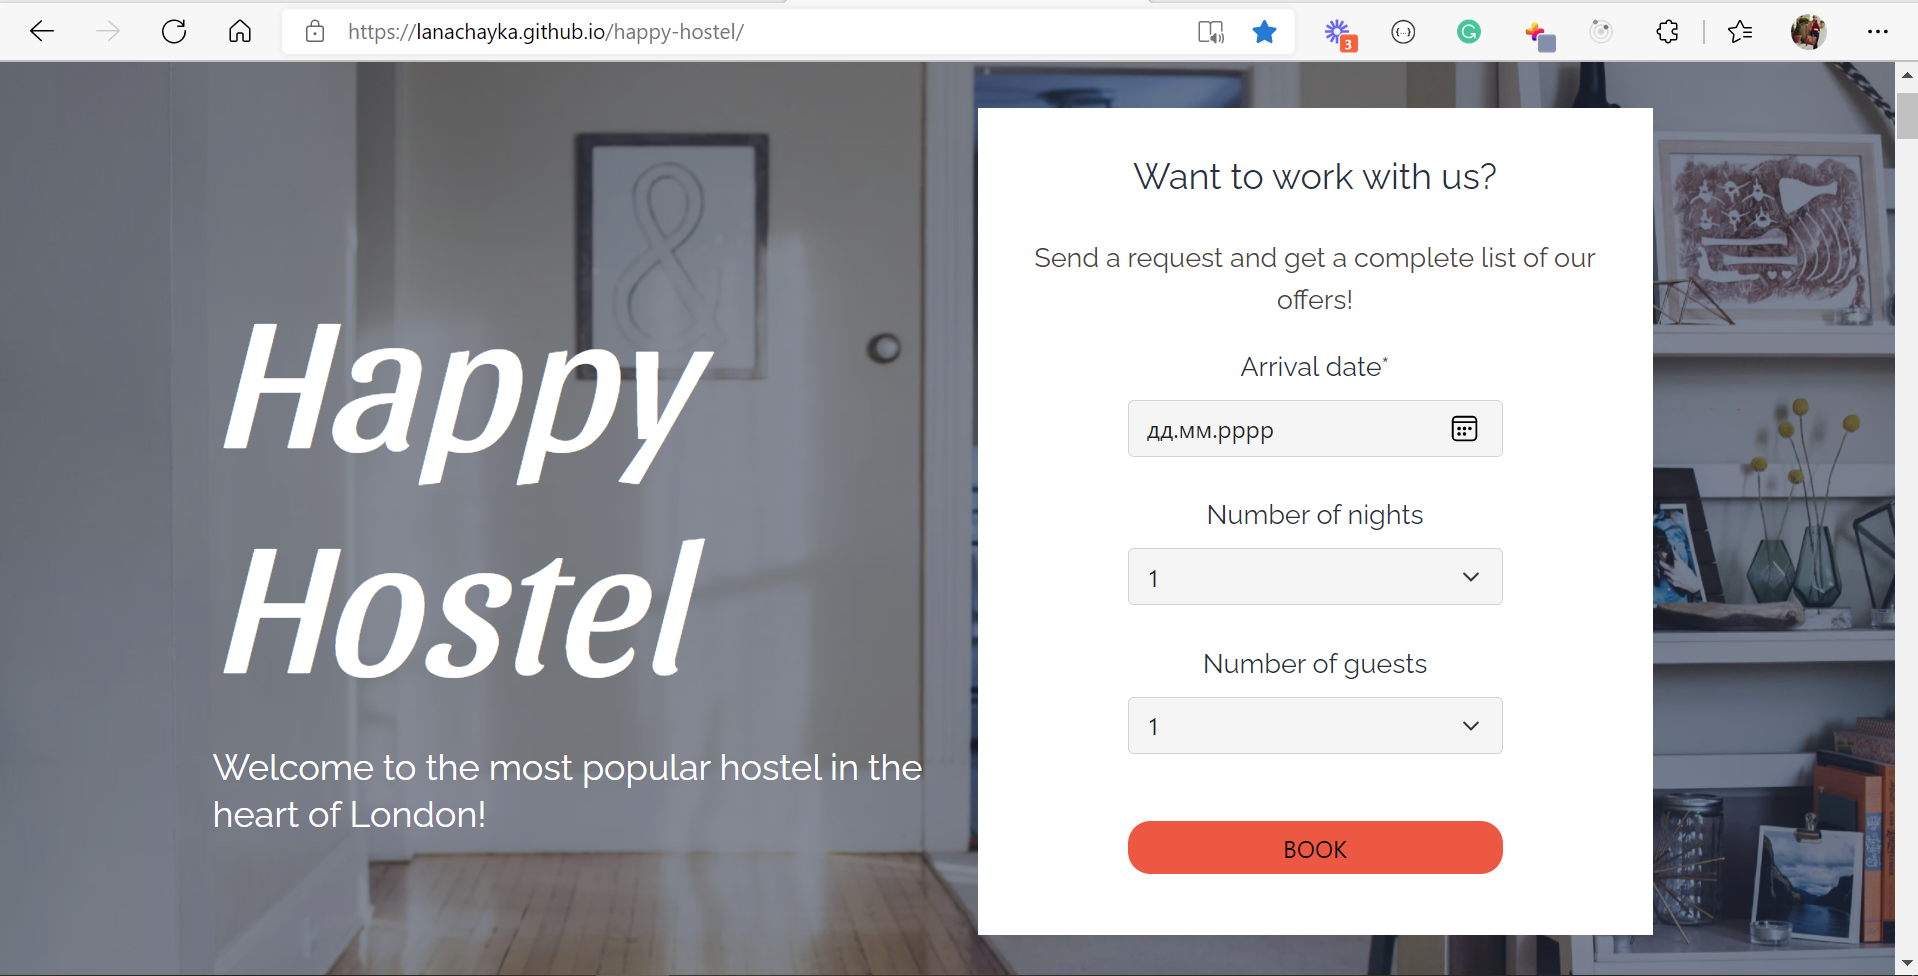 https://lanachayka.github.io/happy-hostel/
3
Happy
Hostel
Welcome to the most popular hostel in the
heart of London!
Want to work with us?
Send a request and get a complete list of our
offers!
Arrival date*
дд.мм.рррр
Number of nights
1
Number of guests
1
BOOK